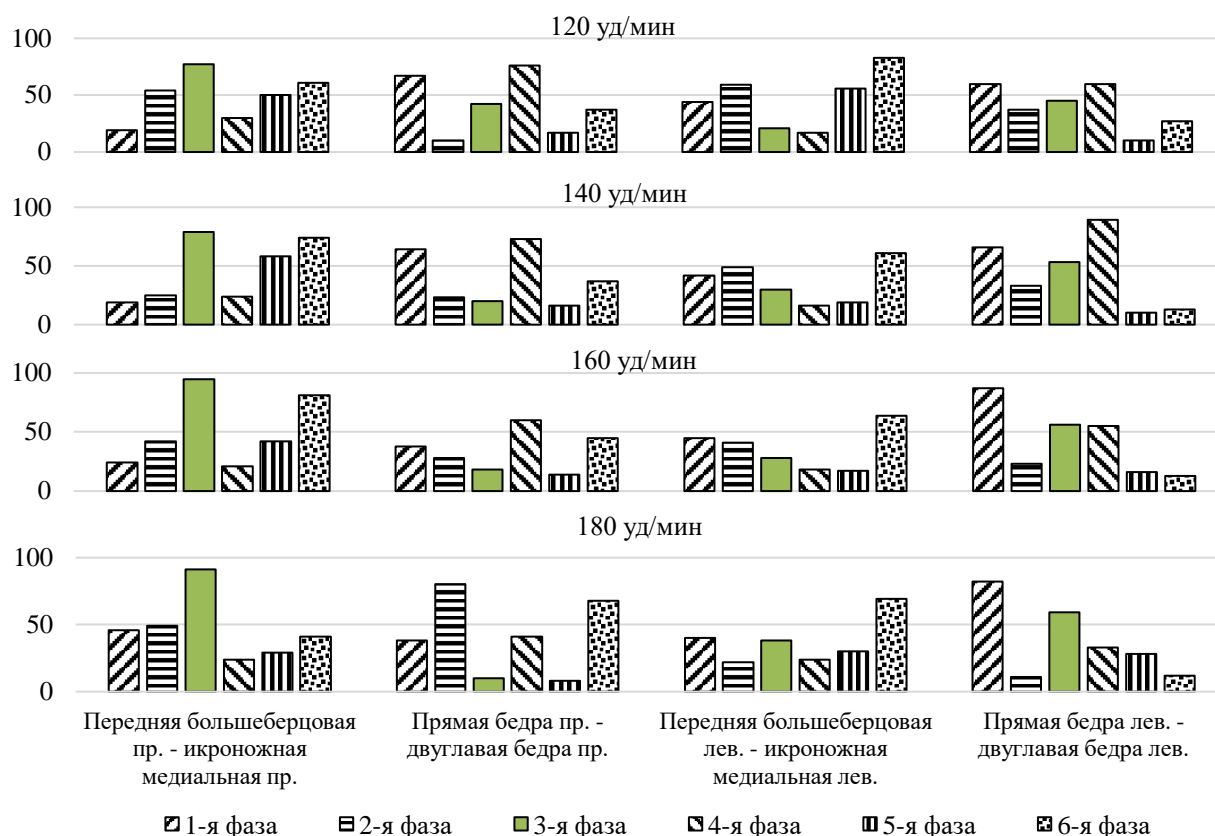 120 уд/мин
100
50
0
140 уд/мин
100
50
0
160 уд/мин
100
50
0
180 уд/мин
100
50
0
Передняя большеберцовая
пр. - икроножная
медиальная пр.
Прямая бедра пр. -
двуглавая бедра пр.
Передняя большеберцовая
лев. - икроножная
медиальная лев.
Прямая бедра лев. -
двуглавая бедра лев.
1-я фаза 2-я фаза 3-я фаза 4-я фаза 5-я фаза 6-я фаза